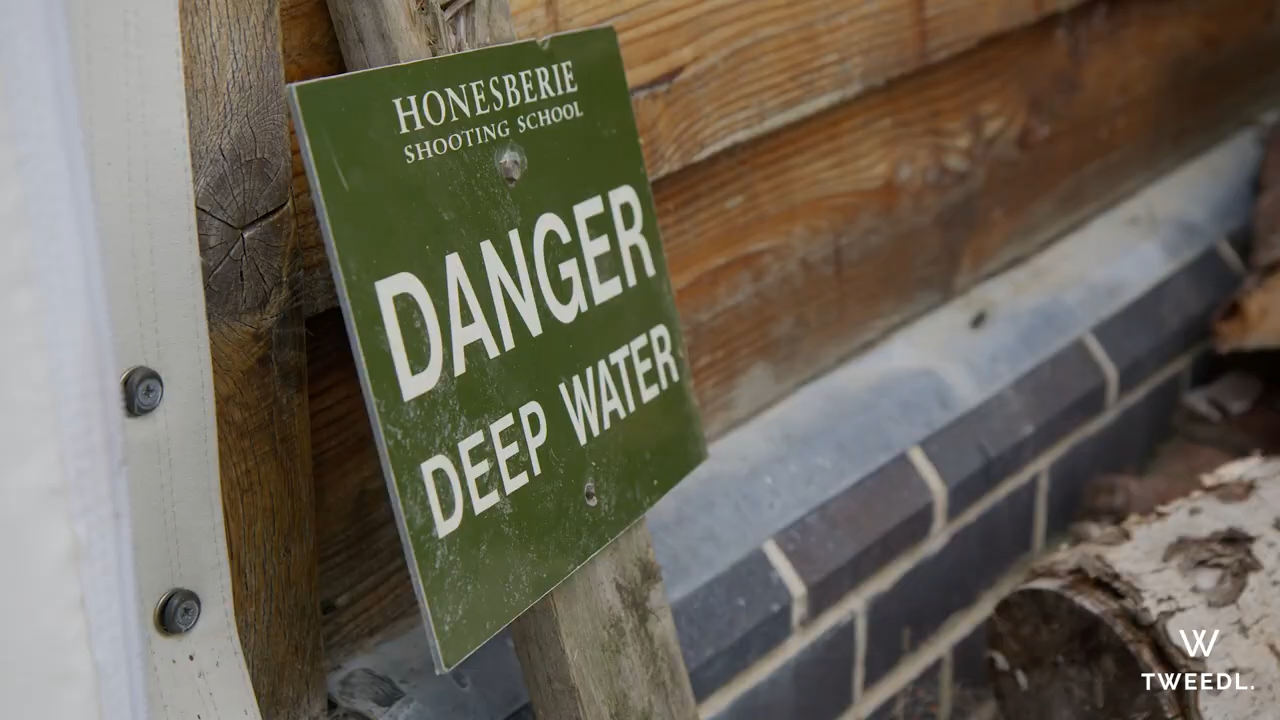 HONESBERIE
SHOOTING SCHOOL
DANGER
DEEP WATER
W
TWEEDL.